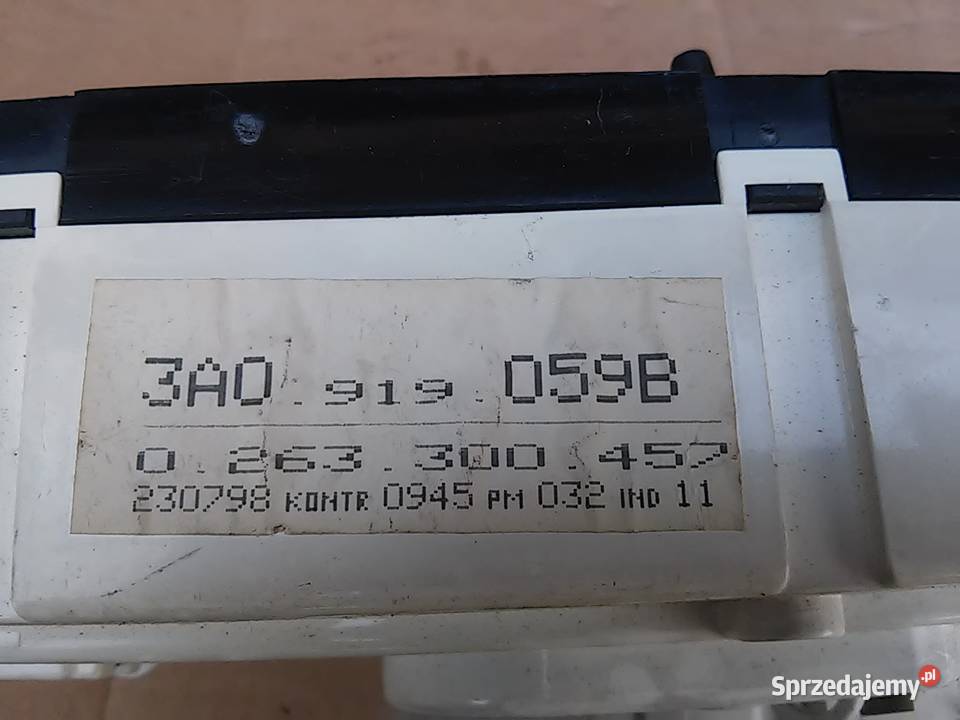 3A0.919.059B
0.263.300.457
230798 KONTR 0945 PM 032 IND 11
Sprzedajemy.pl